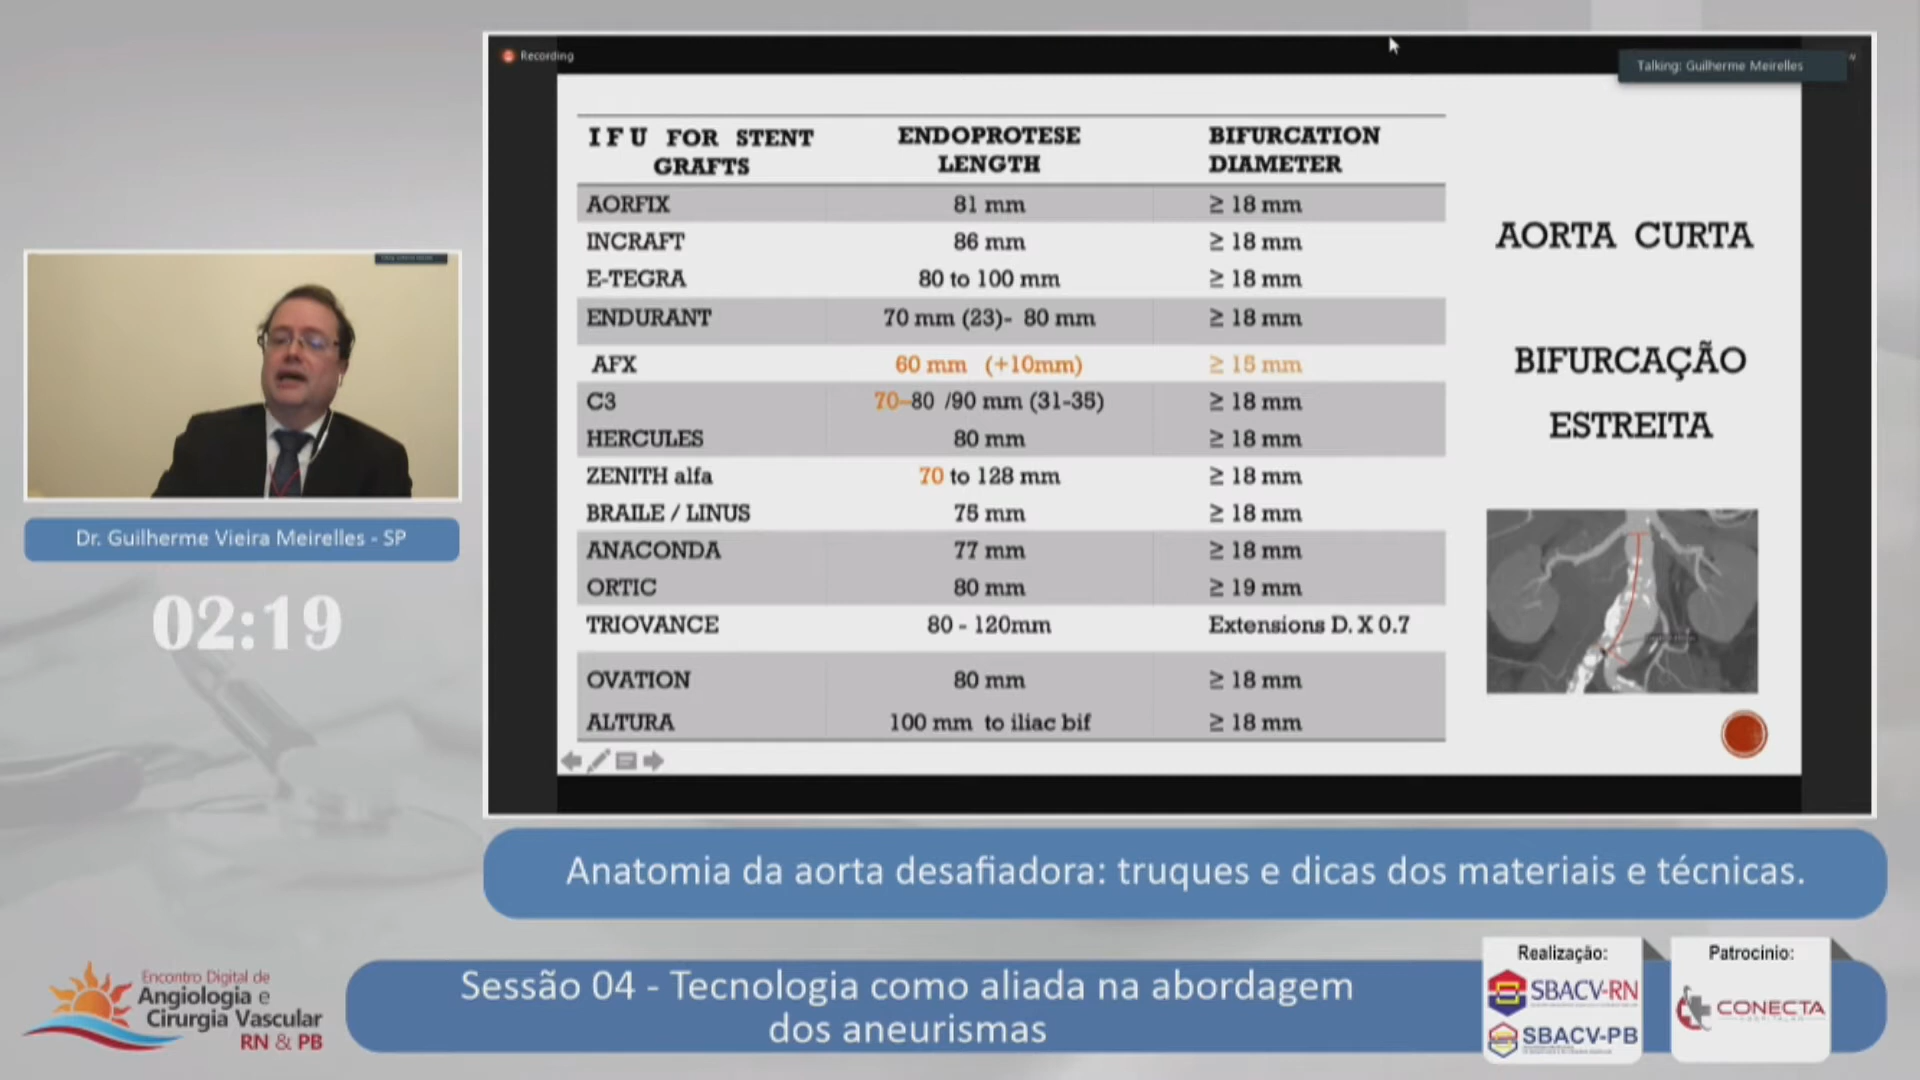 Recording
Talking: Guilherme Meirelles
IFU FOR STENT GRAFTS ENDOPROTESE LENGTH BIFURCATION DIAMETER
AORFIX 81 mm ≥ 18 mm
INCRAFT 86 mm ≥ 18 mm
E-TEGRA 80 to 100 mm ≥ 18 mm
ENDURANT 70 mm (23)- 80 mm ≥ 18 mm
AFX 60 mm (+10mm) ≥ 15 mm
C3 70-80 /90 mm (31-35) ≥ 18 mm
HERCULES 80 mm ≥ 18 mm
ZENITH alfa 70 to 128 mm ≥ 18 mm
BRAILE / LINUS 75 mm ≥ 18 mm
ANACONDA 77 mm ≥ 18 mm
ORTIC 80 mm ≥ 19 mm
TRIOVANCE 80 - 120mm Extensions D. X 0.7
OVATION 80 mm ≥ 18 mm
ALTURA 100 mm to iliac bif ≥ 18 mm
AORTA CURTA
BIFURCAÇÃO
ESTREITA
Dr. Guilherme Vieira Meirelles - SP
02:19
Anatomia da aorta desafiadora: truques e dicas dos materiais e técnicas.
Encontro Digital de
Angiologia e
Cirurgia Vascular
RN & PB
Sessão 04 - Tecnologia como aliada na abordagem
dos aneurismas
Realização:
SBACV-RN
SBACV-PB
Patrocinio:
CONECTA